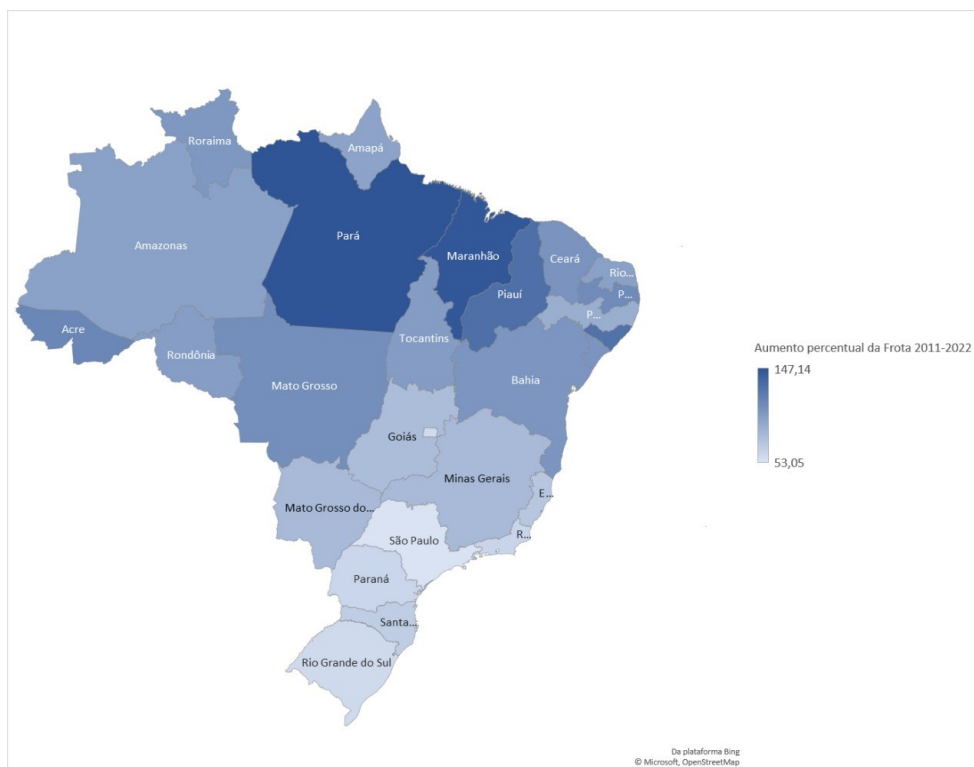 Roraima
Amapá
Amazonas
Pará
Maranhão
Ceará
Rio...
Piauí
P...
P...
Acre
Rondônia
Tocantins
Mato Grosso
Bahia
Goiás
Minas Gerais
E...
Mato Grosso do...
R...
São Paulo
Paraná
Santa...
Rio Grande do Sul
Aumento percentual da Frota 2011-2022
147,14
53,05
Da plataforma Bing
© Microsoft, OpenStreetMap